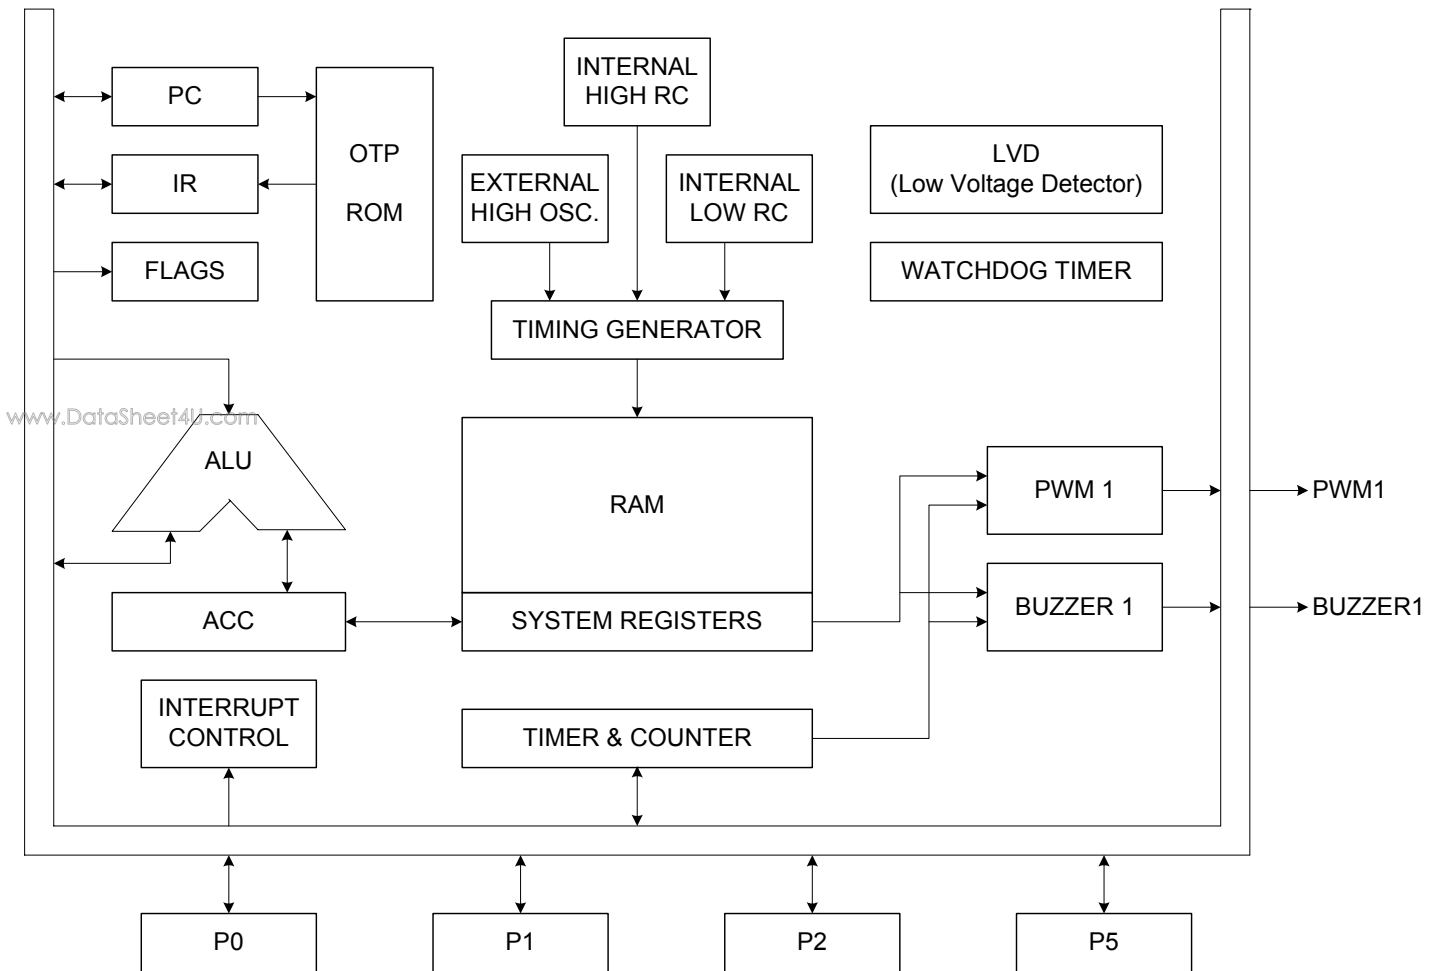 PC
IR
FLAGS
OTP
ROM
INTERNAL
HIGH RC
EXTERNAL
HIGH OSC.
INTERNAL
LOW RC
TIMING GENERATOR
LVD
(Low Voltage Detector)
WATCHDOG TIMER
www.DataSheet4U.com
ALU
RAM
PWM 1
PWM1
ACC
SYSTEM REGISTERS
BUZZER 1
BUZZER1
INTERRUPT
CONTROL
TIMER & COUNTER
P0
P1
P2
P5